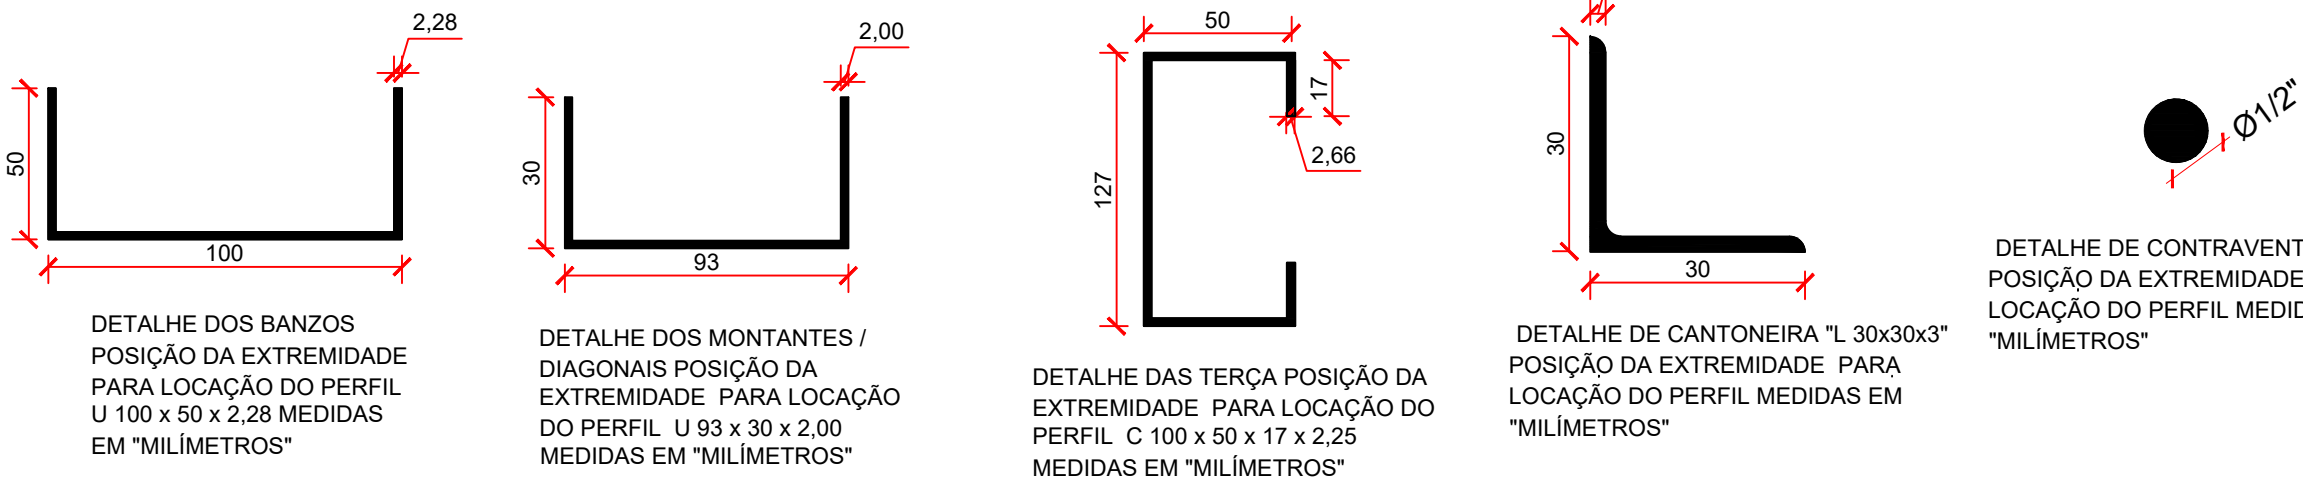 2,28
50
100
DETALHE DOS BANZOS
POSIÇÃO DA EXTREMIDADE
PARA LOCAÇÃO DO PERFIL
U 100 x 50 x 2,28 MEDIDAS
EM "MILÍMETROS"
2,00
30
93
DETALHE DOS MONTANTES /
DIAGONAIS POSIÇÃO DA
EXTREMIDADE PARA LOCAÇÃO
DO PERFIL U 93 x 30 x 2,00
MEDIDAS EM "MILÍMETROS"
50
17
2,66
127
DETALHE DAS TERÇA POSIÇÃO DA
EXTREMIDADE PARA LOCAÇÃO DO
PERFIL C 100 x 50 x 17 x 2,25
MEDIDAS EM "MILÍMETROS"
30
30
DETALHE DE CANTONEIRA "L 30x30x3"
POSIÇÃO DA EXTREMIDADE PARA
LOCAÇÃO DO PERFIL MEDIDAS EM
"MILÍMETROS"
Ø1/2"
DETALHE DE CONTRAVENT
POSIÇÃO DA EXTREMIDADE
LOCAÇÃO DO PERFIL MEDID
"MILÍMETROS"